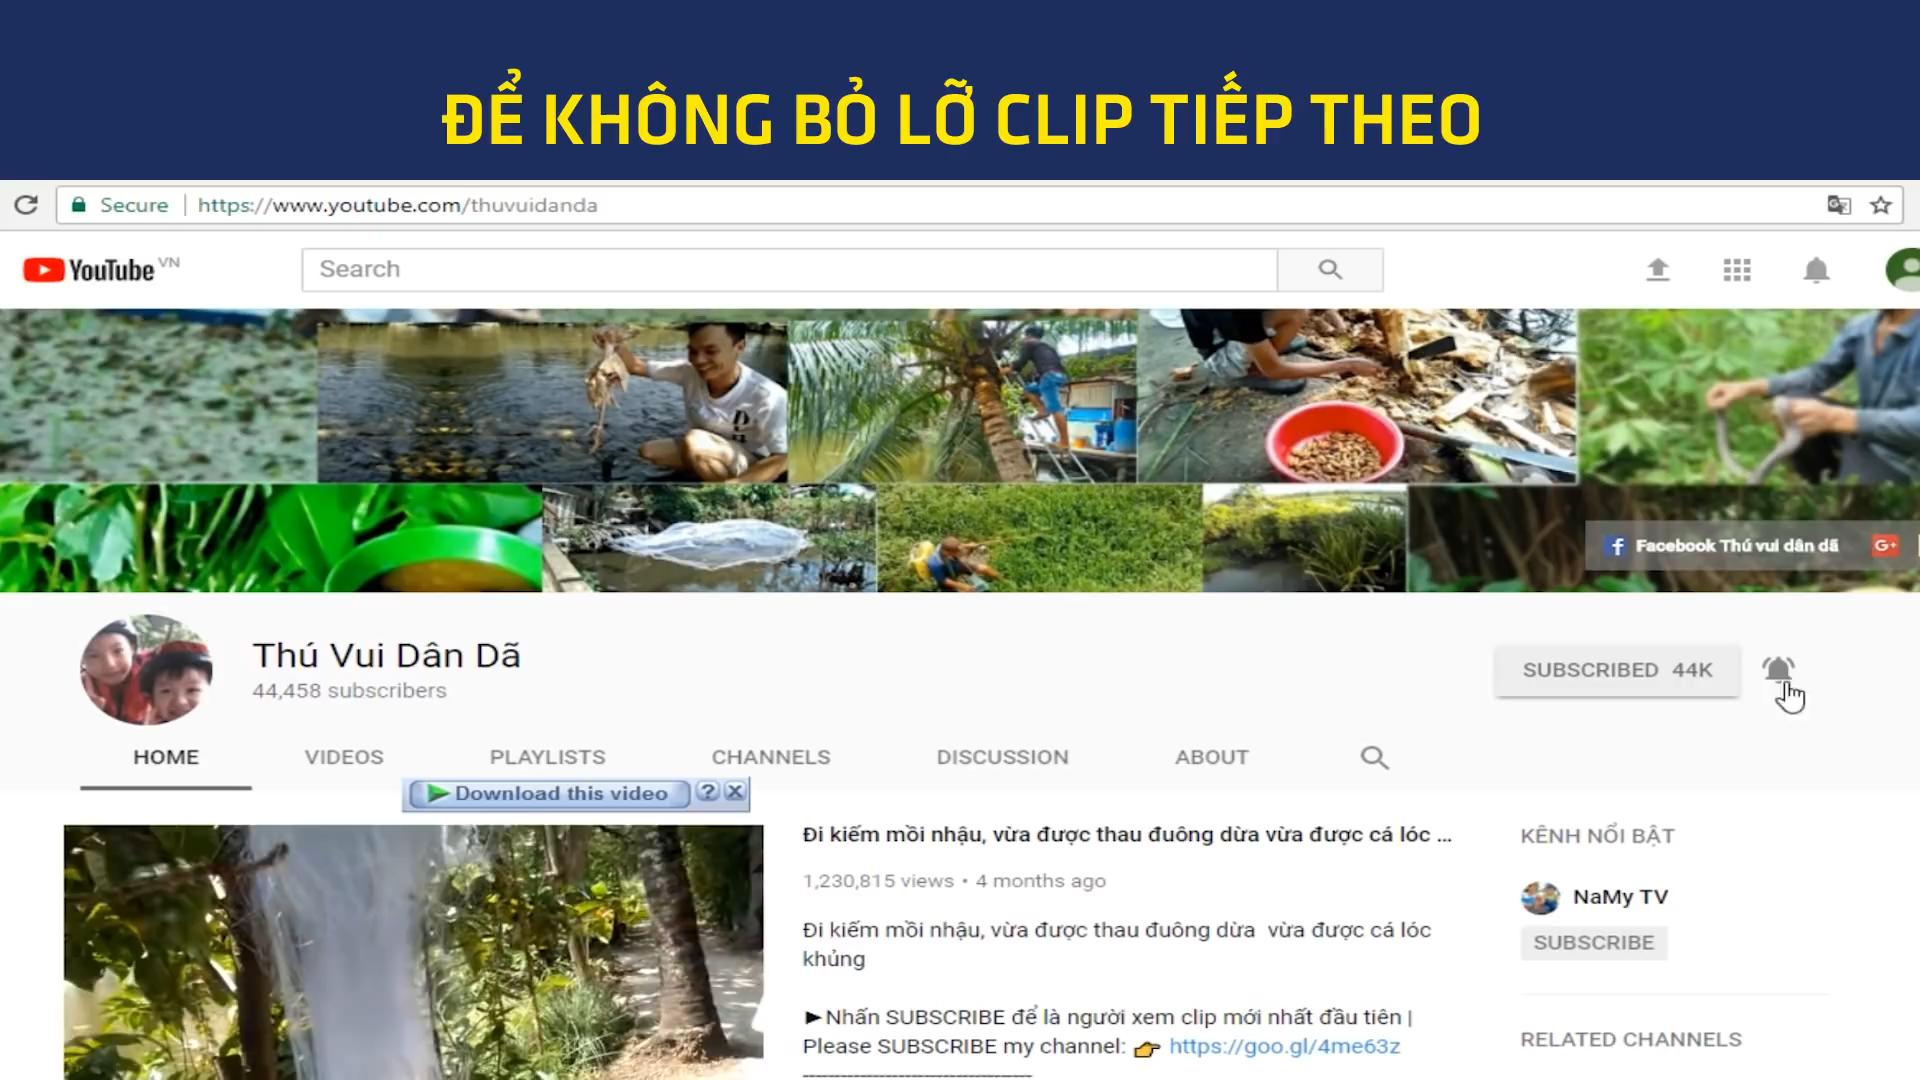 ĐỂ KHÔNG BỎ LỠ CLIP TIẾP THEO
Secure https://www.youtube.com/thuvuidanda
YouTube VN
Search
Facebook Thú vui dân dã
G+
Thú Vui Dân Dã
44,458 subscribers
SUBSCRIBED 44K
HOME VIDEOS PLAYLISTS CHANNELS DISCUSSION ABOUT
Download this video ? X
Đi kiếm mồi nhậu, vừa được thau đuông dừa vừa được cá lóc ...
1,230,815 views • 4 months ago
Đi kiếm mồi nhậu, vừa được thau đuông dừa vừa được cá lóc
khủng
►Nhấn SUBSCRIBE để là người xem clip mới nhất đầu tiên |
Please SUBSCRIBE my channel: 👉 https://goo.gl/4me63z
KÊNH NỔI BẬT
NaMy TV
SUBSCRIBE
RELATED CHANNELS